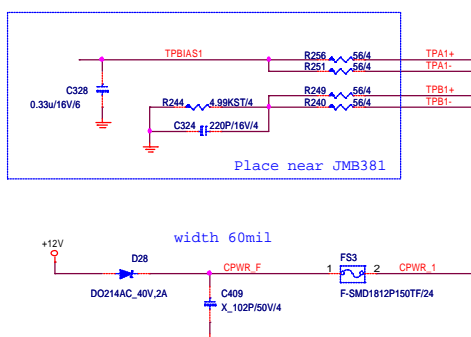 TPBIAS1
R256 56/4 TPA1+
R251 56/4 TPA1-
C328
0.33u/16V/6
R249 56/4 TPB1+
R244 4.99KST/4 R240 56/4 TPB1-
C324 220P/16V/4
Place near JMB381
width 60mil
+12V D28 FS3
CPWR_F 1 2 CPWR_1
DO214AC_40V,2A F-SMD1812P150TF/24
C409
X_102P/50V/4